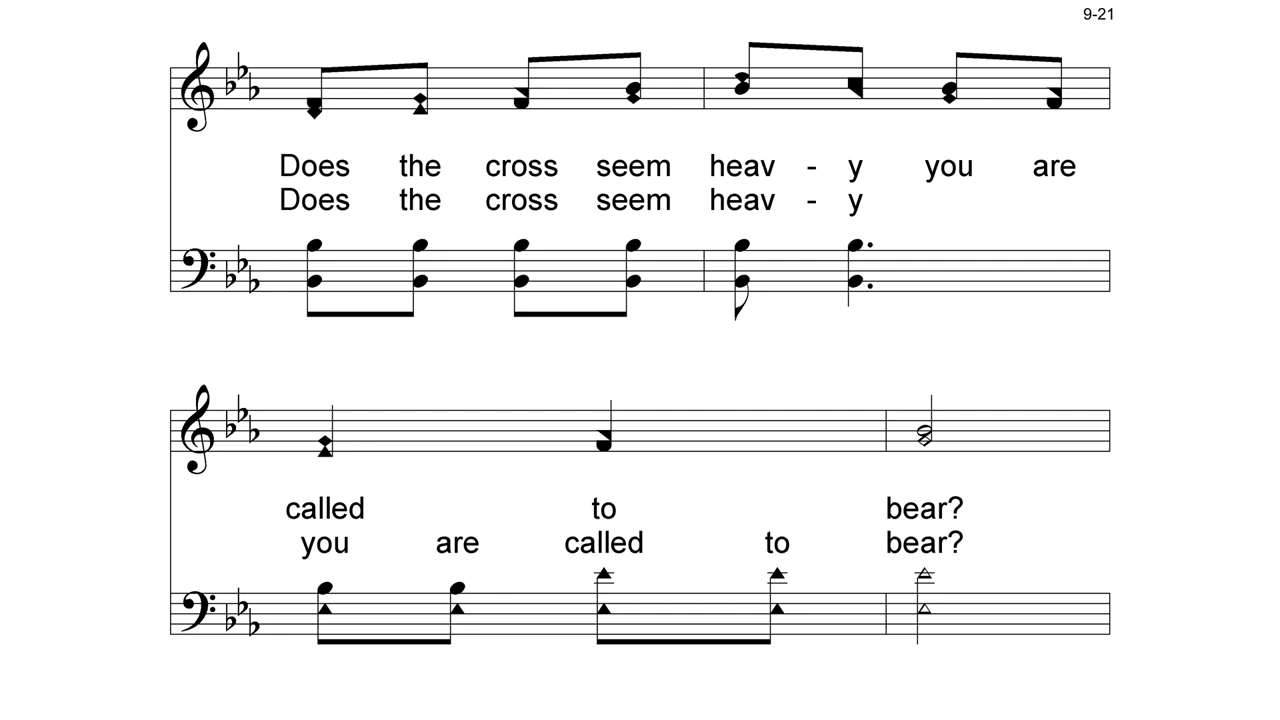 9-21
Does the cross seem heav - y you are
Does the cross seem heav - y
called to bear?
you are called to bear?